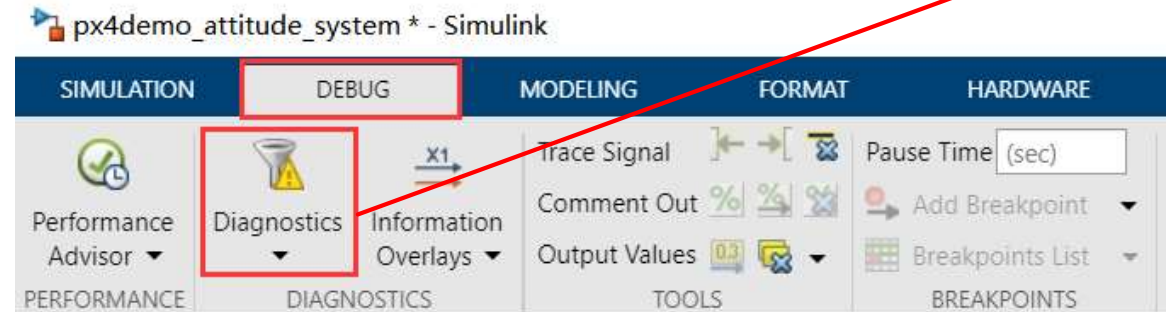 px4demo_attitude_system * - Simulink
SIMULATION DEBUG MODELING FORMAT HARDWARE
Performance Advisor
Diagnostics
X1
Information Overlays
Trace Signal
Comment Out % % %
Output Values 0.3
Pause Time (sec)
Add Breakpoint
Breakpoints List
PERFORMANCE DIAGNOSTICS TOOLS BREAKPOINTS